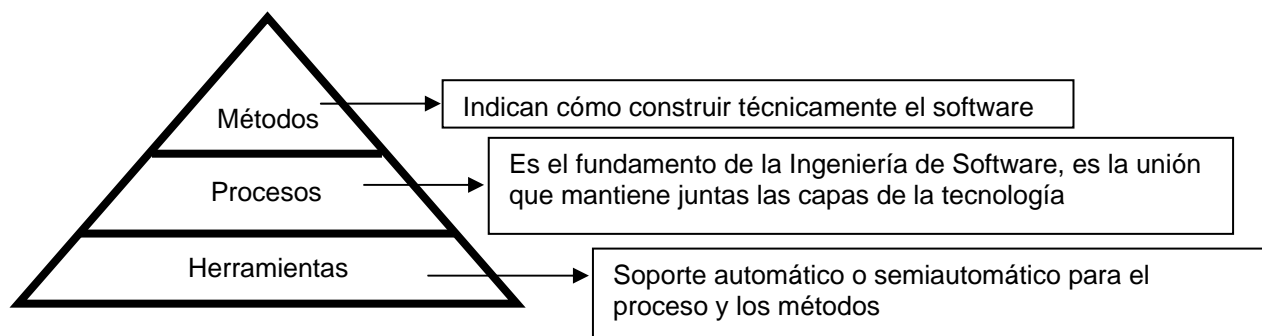 Métodos
Indican cómo construir técnicamente el software
Procesos
Es el fundamento de la Ingeniería de Software, es la unión
que mantiene juntas las capas de la tecnología
Herramientas
Soporte automático o semiautomático para el
proceso y los métodos